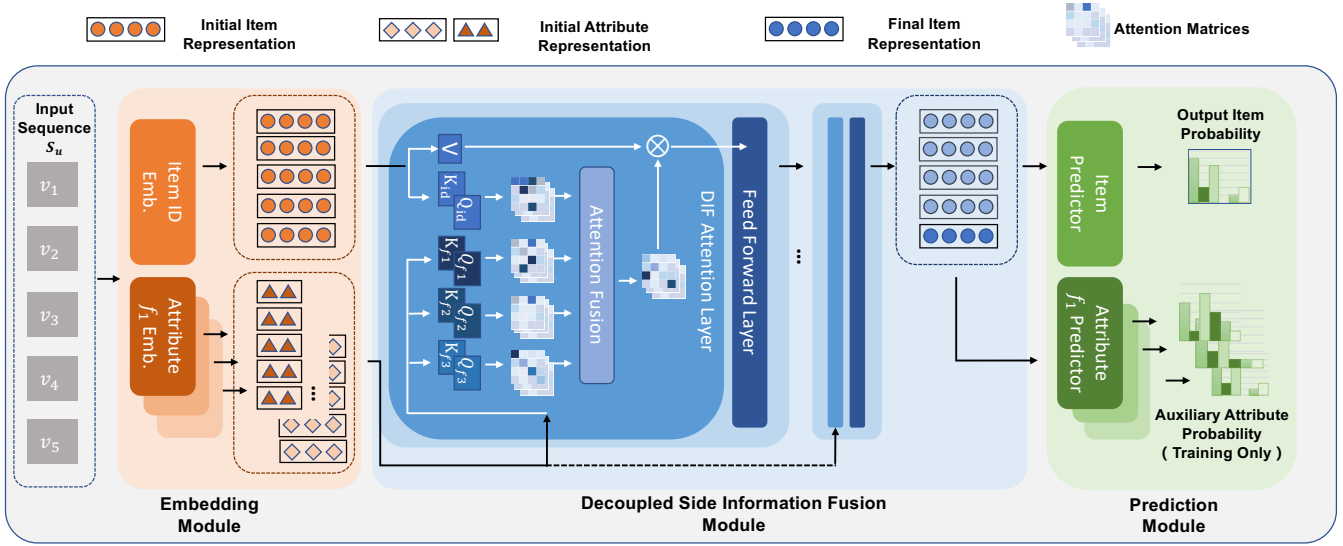 Initial Item
Representation
Initial Attribute
Representation
Final Item
Representation
Attention Matrices
Input
Sequence
S_u
v_1
v_2
v_3
v_4
v_5
Item ID
Emb.
Attribute
f_1 Emb.
...
Embedding
Module
V
K_id
Q_id
K_f1
Q_f1
K_f2
Q_f2
K_f3
Q_f3
Attention Fusion
DIF Attention Layer
Feed Forward Layer
...
Decoupled Side Information Fusion
Module
Item
Predictor
Attribute
f_1 Predictor
Output Item
Probability
Auxiliary Attribute
Probability
( Training Only )
Prediction
Module